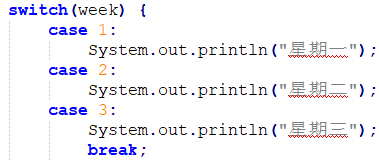 switch(week) {
case 1:
System.out.println("星期一");
case 2:
System.out.println("星期二");
case 3:
System.out.println("星期三");
break;